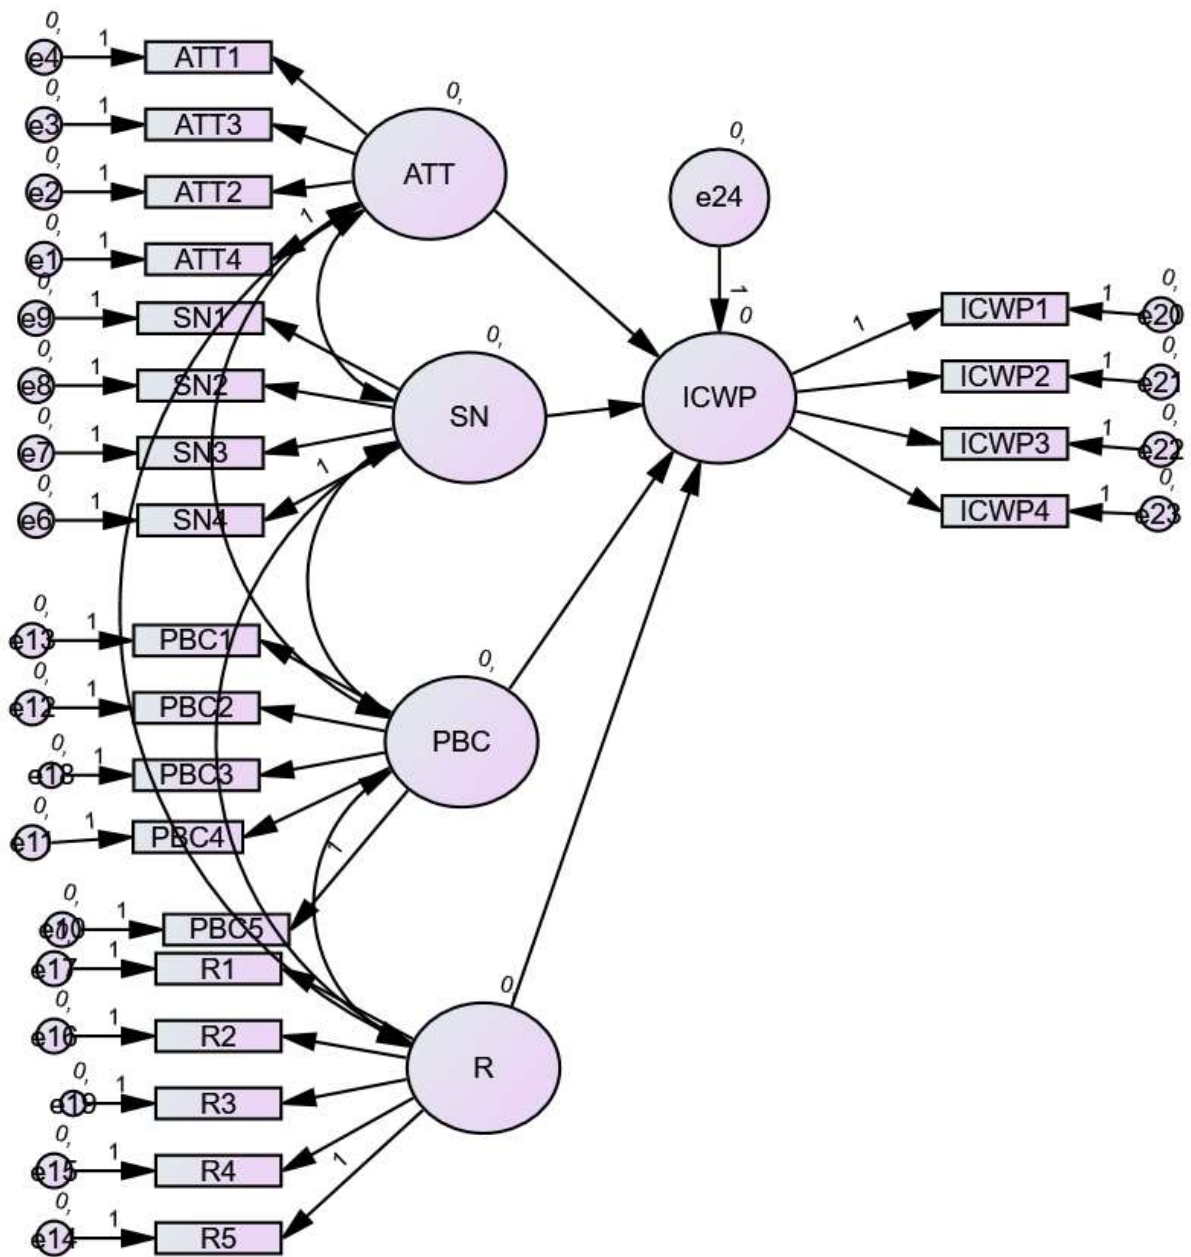 0,
e4 1 ATT1
0,
e3 1 ATT3
0,
e2 1 ATT2
0,
e1 1 ATT4
0,
e9 1 SN1
0,
e8 1 SN2
0,
e7 1 SN3
0,
e6 1 SN4
0,
e13 1 PBC1
0,
e12 1 PBC2
0,
e18 1 PBC3
0,
e11 1 PBC4
0,
e10 1 PBC5
0,
e17 1 R1
0,
e16 1 R2
0,
e19 1 R3
0,
e15 1 R4
0,
e14 1 R5
0,
ATT
1
0,
SN
1
0,
PBC
1
0,
R
1
0,
e24
1
0
ICWP
1
0,
ICWP1 1 e20
0,
ICWP2 1 e21
0,
ICWP3 1 e22
0,
ICWP4 1 e23